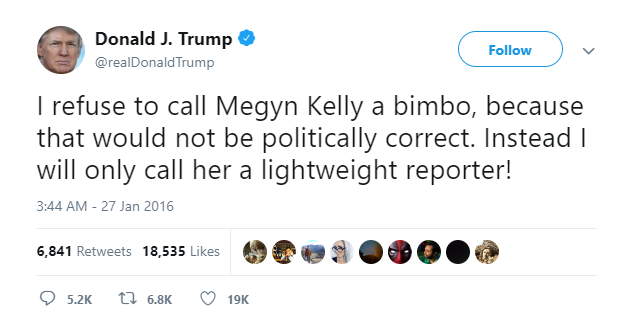 Donald J. Trump
@realDonaldTrump
Follow
I refuse to call Megyn Kelly a bimbo, because
that would not be politically correct. Instead I
will only call her a lightweight reporter!
3:44 AM - 27 Jan 2016
6,841 Retweets 18,535 Likes
5.2K 6.8K 19K